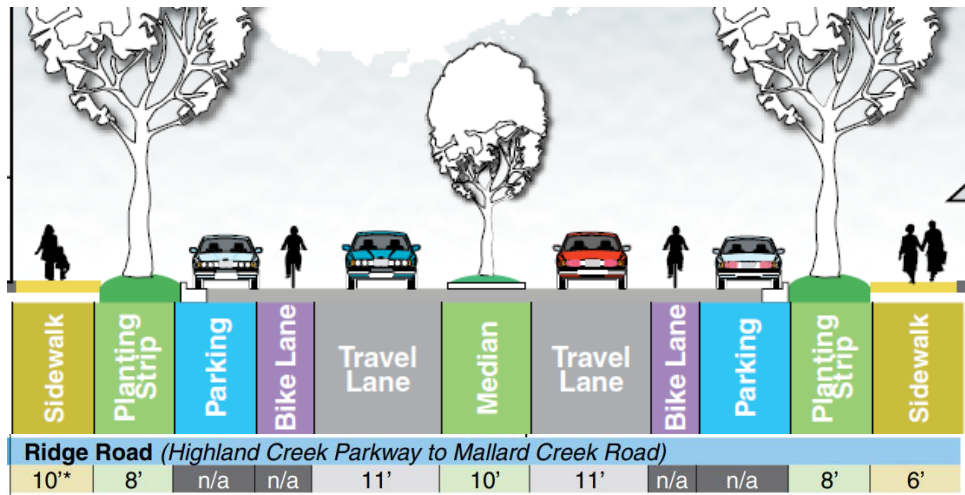 Sidewalk
Planting
Strip
Parking
Bike Lane
Travel
Lane
Median
Travel
Lane
Bike Lane
Parking
Planting
Strip
Sidewalk
Ridge Road (Highland Creek Parkway to Mallard Creek Road)
10'* 8' n/a n/a 11' 10' 11' n/a n/a 8' 6'